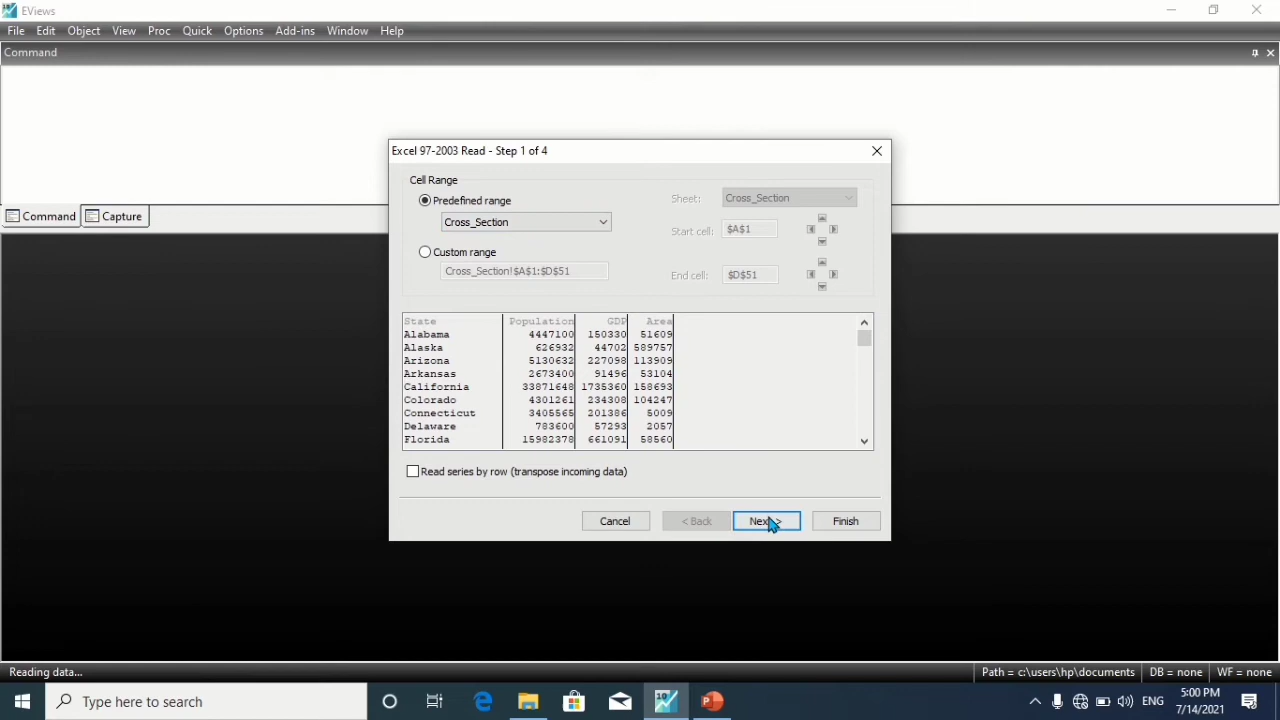 EViews
File Edit Object View Proc Quick Options Add-ins Window Help
Command
Command Capture
Excel 97-2003 Read - Step 1 of 4
Cell Range
Predefined range
Cross_Section
Custom range
Cross_Section!$A$1:$D$51
Sheet: Cross_Section
Start cell: $A$1
End cell: $D$51
State Population GDP Area
Alabama 4447100 150330 51609
Alaska 626932 44702 589757
Arizona 5130632 227098 113909
Arkansas 2673400 91496 53104
California 33871648 1735360 158693
Colorado 4301261 234308 104247
Connecticut 3405565 201386 5009
Delaware 783600 57293 2057
Florida 15982378 661091 58560
Read series by row (transpose incoming data)
Cancel < Back Next > Finish
Reading data... Path = c:\users\hp\documents DB = none WF = none
Type here to search
10
ENG
5:00 PM
7/14/2021